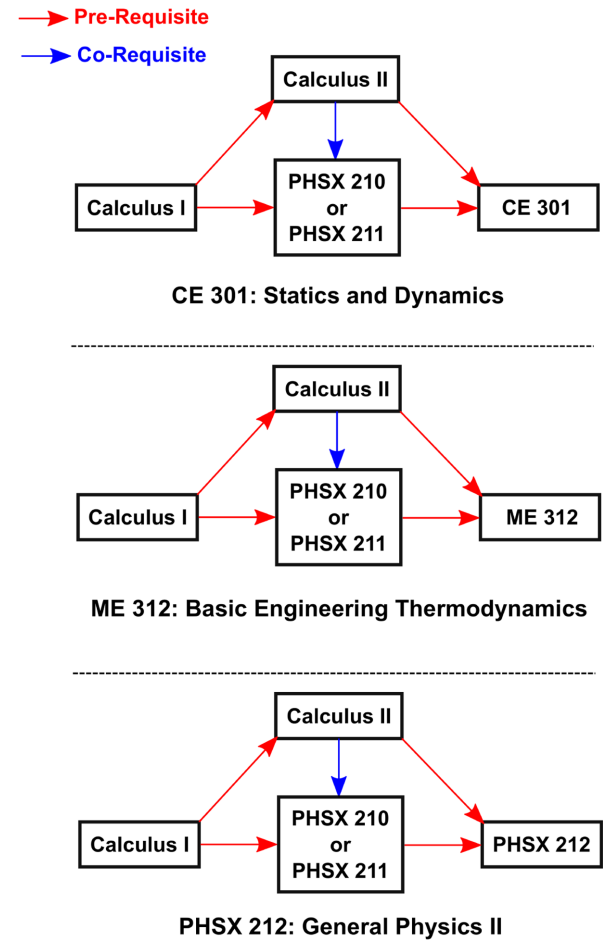 Pre-Requisite
Co-Requisite
Calculus II
Calculus I
PHSX 210
or
PHSX 211
CE 301
CE 301: Statics and Dynamics
Calculus II
Calculus I
PHSX 210
or
PHSX 211
ME 312
ME 312: Basic Engineering Thermodynamics
Calculus II
Calculus I
PHSX 210
or
PHSX 211
PHSX 212
PHSX 212: General Physics II